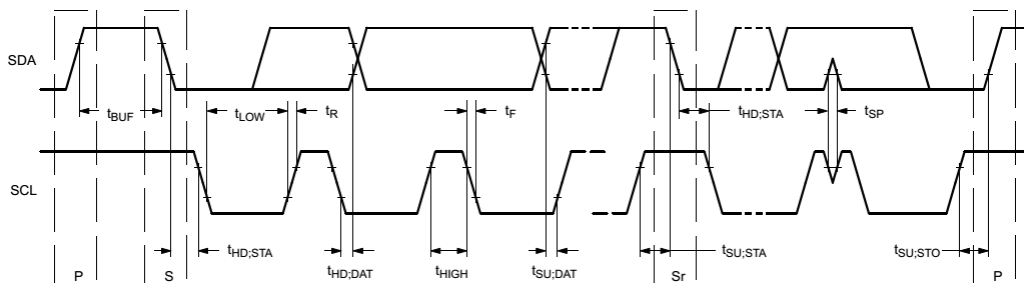 SDA
tBUF
tLOW
tR
tF
tHD;STA
tSP
SCL
tHD;STA
tHD;DAT
tHIGH
tSU;DAT
tSU;STA
tSU;STO
P
S
Sr
P